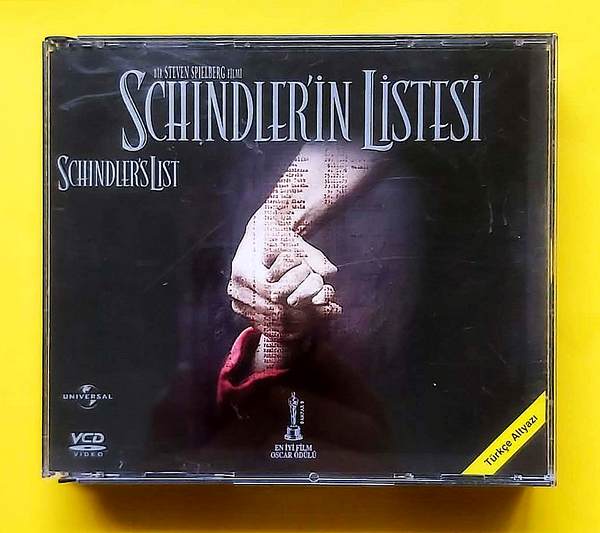 BİR STEVEN SPIELBERG FİLMİ
SCHINDLER'İN LİSTESİ
SCHINDLER'S LIST
UNIVERSAL
VCD
VIDEO
EN İYİ FİLM
OSCAR ÖDÜLÜ
Türkçe Altyazı